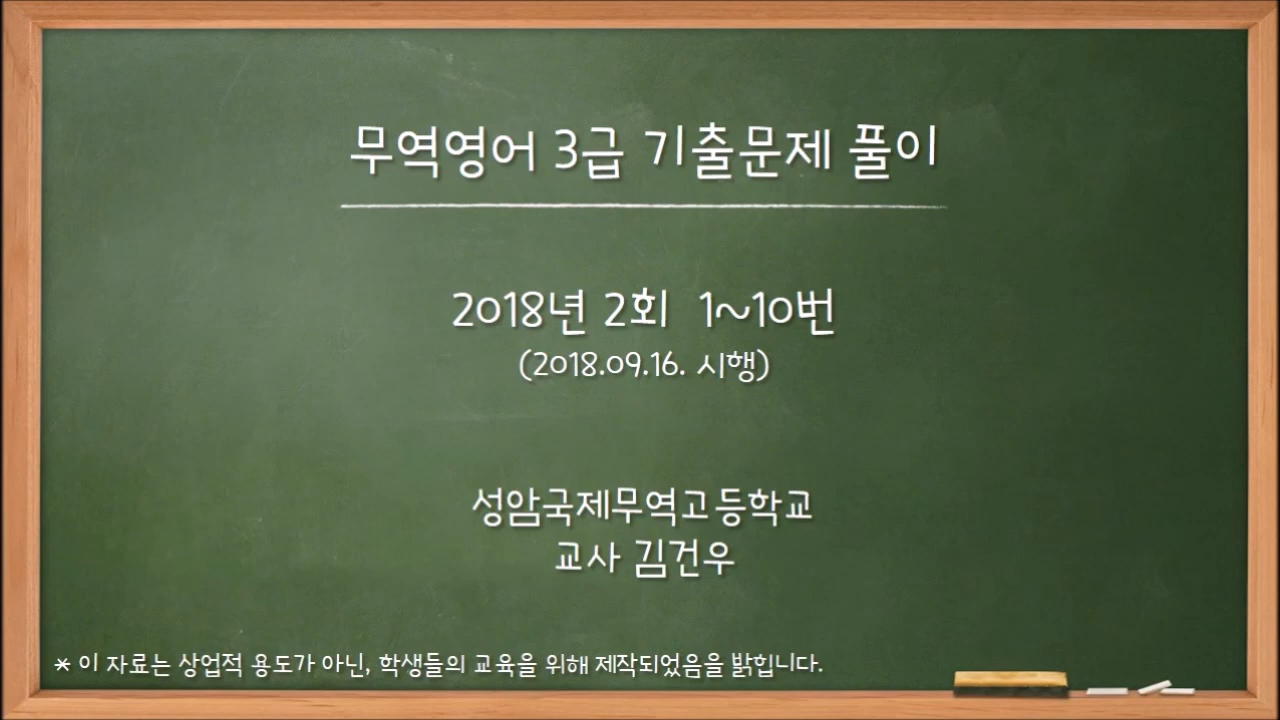 무역영어 3급 기출문제 풀이
2018년 2회 1~10번
(2018.09.16. 시행)
성암국제무역고등학교
교사 김건우
* 이 자료는 상업적 용도가 아닌, 학생들의 교육을 위해 제작되었음을 밝힙니다.